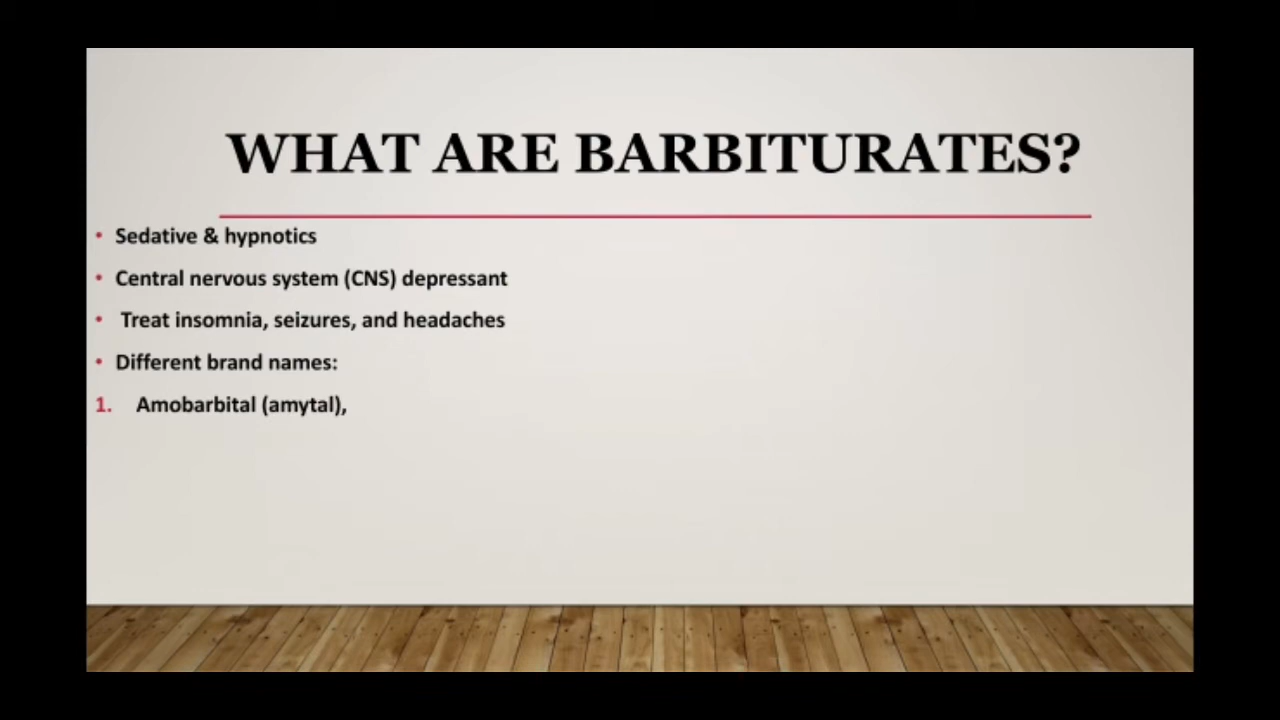 WHAT ARE BARBITURATES?
• Sedative & hypnotics
• Central nervous system (CNS) depressant
• Treat insomnia, seizures, and headaches
• Different brand names:
1. Amobarbital (amytal),